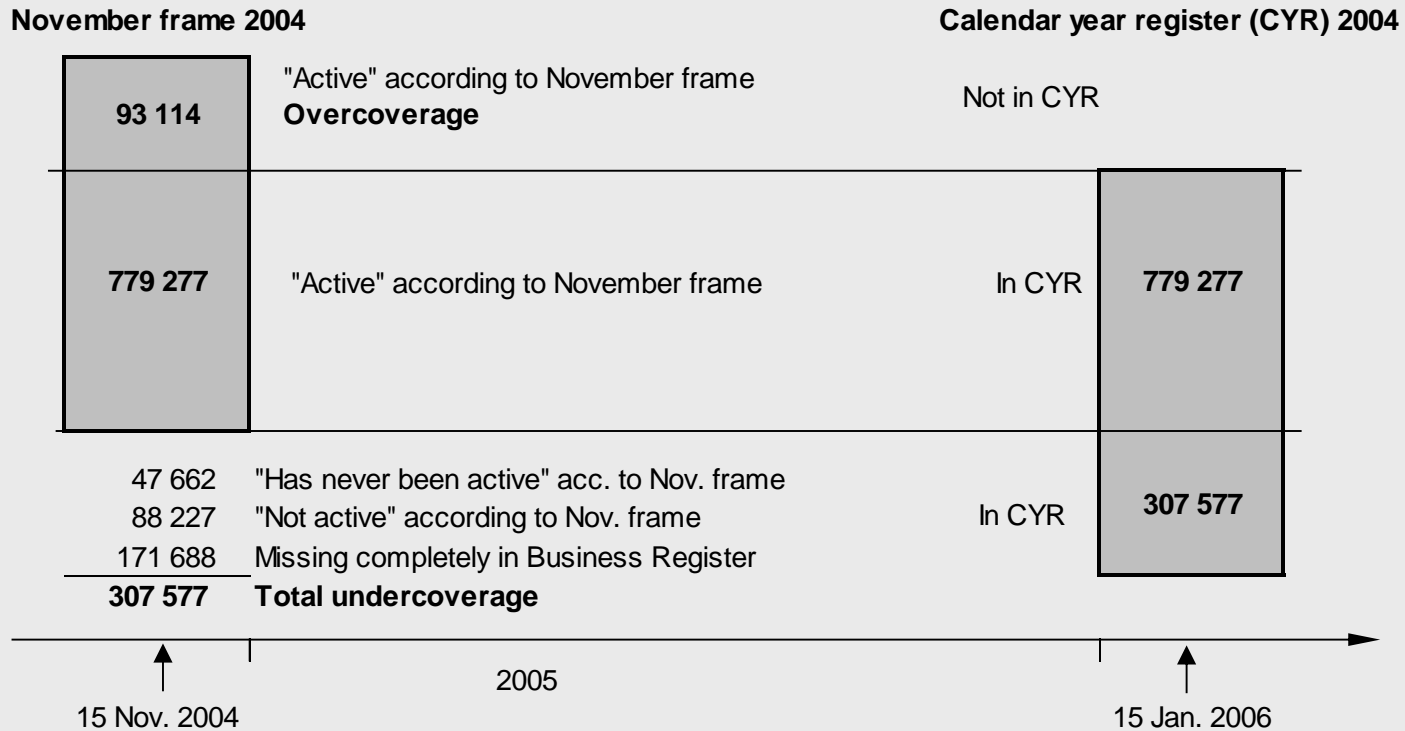 November frame 2004 Calendar year register (CYR) 2004
"Active" according to November frame
93 114 Overcoverage Not in CYR
779 277 "Active" according to November frame In CYR 779 277
47 662 "Has never been active" acc. to Nov. frame
88 227 "Not active" according to Nov. frame In CYR 307 577
171 688 Missing completely in Business Register
307 577 Total undercoverage
2005
15 Nov. 2004 15 Jan. 2006